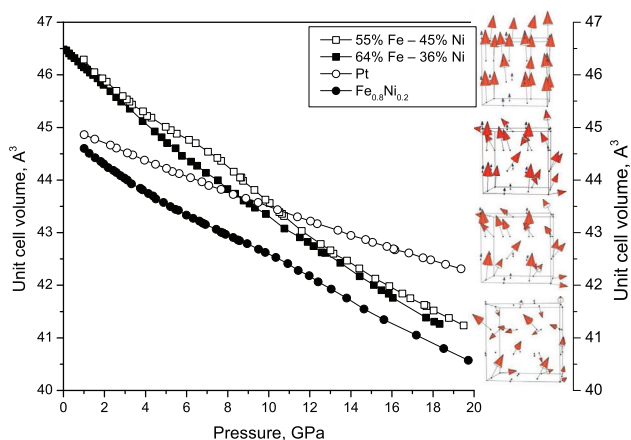 55% Fe – 45% Ni
64% Fe – 36% Ni
Pt
Fe0.8Ni0.2
Unit cell volume, A³
47
46
45
44
43
42
41
40
0 2 4 6 8 10 12 14 16 18 20
Pressure, GPa
47
46
45
44
43
42
41
40
Unit cell volume, A³